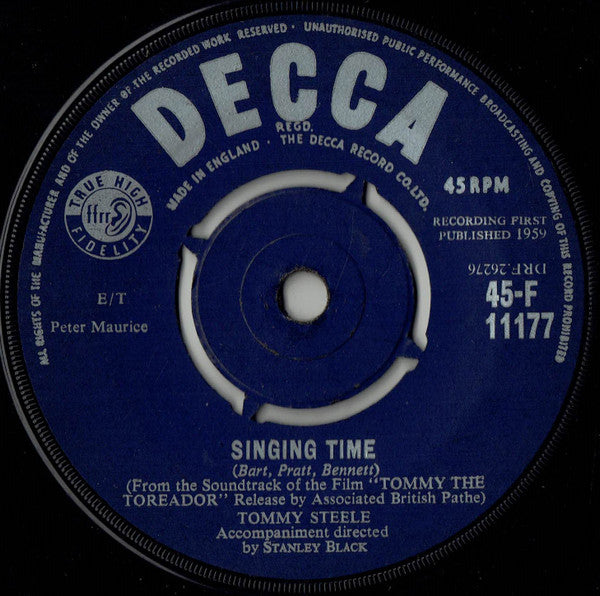 ALL RIGHTS OF THE MANUFACTURER AND OF THE OWNER OF THE RECORDED WORK RESERVED • UNAUTHORISED PUBLIC PERFORMANCE BROADCASTING AND COPYING OF THIS RECORD PROHIBITED
DECCA
REGD.
MADE IN ENGLAND • THE DECCA RECORD CO. LTD.
TRUE HIGH
ffrr
FIDELITY
45 RPM
RECORDING FIRST
PUBLISHED 1959
DRF.26276
E/T
45-F
Peter Maurice
11177
SINGING TIME
(Bart, Pratt, Bennett)
(From the Soundtrack of the Film "TOMMY THE
TOREADOR" Release by Associated British Pathe)
TOMMY STEELE
Accompaniment directed
by STANLEY BLACK